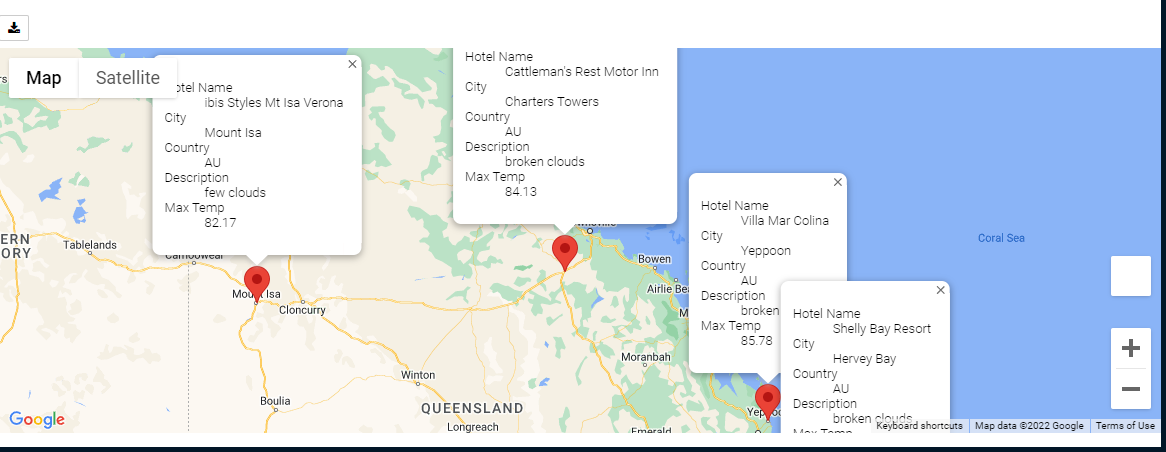 Map
Satellite
otel Name
ibis Styles Mt Isa Verona
City
Mount Isa
Country
AU
Description
few clouds
Max Temp
82.17
Hotel Name
Cattleman's Rest Motor Inn
City
Charters Towers
Country
AU
Description
broken clouds
Max Temp
84.13
Hotel Name
Villa Mar Colina
City
Yeppoon
Country
AU
Description
broken
Max Temp
85.78
Hotel Name
Shelly Bay Resort
City
Hervey Bay
Country
AU
Description
broken clouds
Max Temp
ERN
ORY
Tablelands
Camooweal
Mount Isa
Cloncurry
Bowen
Airlie Bea
M
Coral Sea
Moranbah
Winton
Boulia
QUEENSLAND
Longreach
Emerald
Yeppoo
Google
Keyboard shortcuts
Map data ©2022 Google
Terms of Use